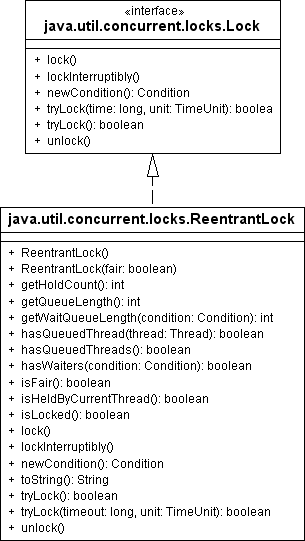 «interface»
java.util.concurrent.locks.Lock
+ lock()
+ lockInterruptibly()
+ newCondition(): Condition
+ tryLock(time: long, unit: TimeUnit): boolea
+ tryLock(): boolean
+ unlock()
java.util.concurrent.locks.ReentrantLock
+ ReentrantLock()
+ ReentrantLock(fair: boolean)
+ getHoldCount(): int
+ getQueueLength(): int
+ getWaitQueueLength(condition: Condition): int
+ hasQueuedThread(thread: Thread): boolean
+ hasQueuedThreads(): boolean
+ hasWaiters(condition: Condition): boolean
+ isFair(): boolean
+ isHeldByCurrentThread(): boolean
+ isLocked(): boolean
+ lock()
+ lockInterruptibly()
+ newCondition(): Condition
+ toString(): String
+ tryLock(): boolean
+ tryLock(timeout: long, unit: TimeUnit): boolean
+ unlock()